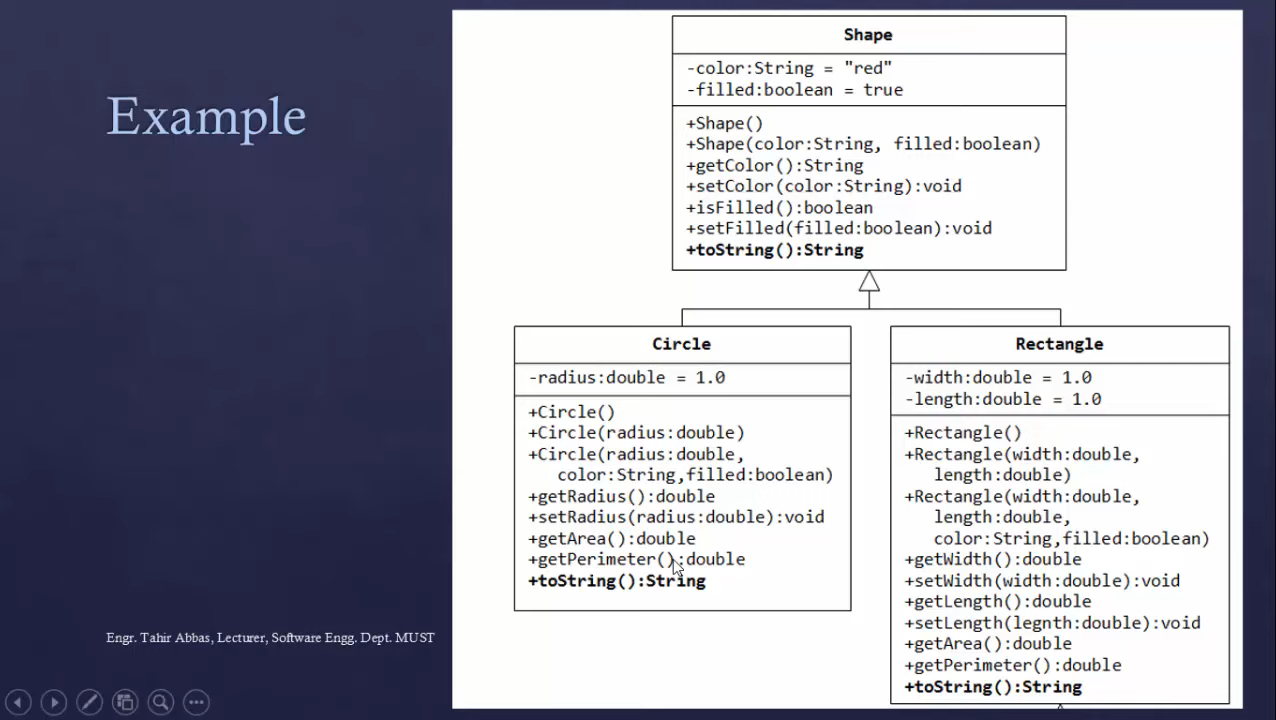 Example
Shape
-color:String = "red"
-filled:boolean = true
+Shape()
+Shape(color:String, filled:boolean)
+getColor():String
+setColor(color:String):void
+isFilled():boolean
+setFilled(filled:boolean):void
+toString():String
Circle
-radius:double = 1.0
+Circle()
+Circle(radius:double)
+Circle(radius:double,
color:String,filled:boolean)
+getRadius():double
+setRadius(radius:double):void
+getArea():double
+getPerimeter():double
+toString():String
Rectangle
-width:double = 1.0
-length:double = 1.0
+Rectangle()
+Rectangle(width:double,
length:double)
+Rectangle(width:double,
length:double,
color:String,filled:boolean)
+getWidth():double
+setWidth(width:double):void
+getLength():double
+setLength(legnth:double):void
+getArea():double
+getPerimeter():double
+toString():String
Engr. Tahir Abbas, Lecturer, Software Engg. Dept. MUST